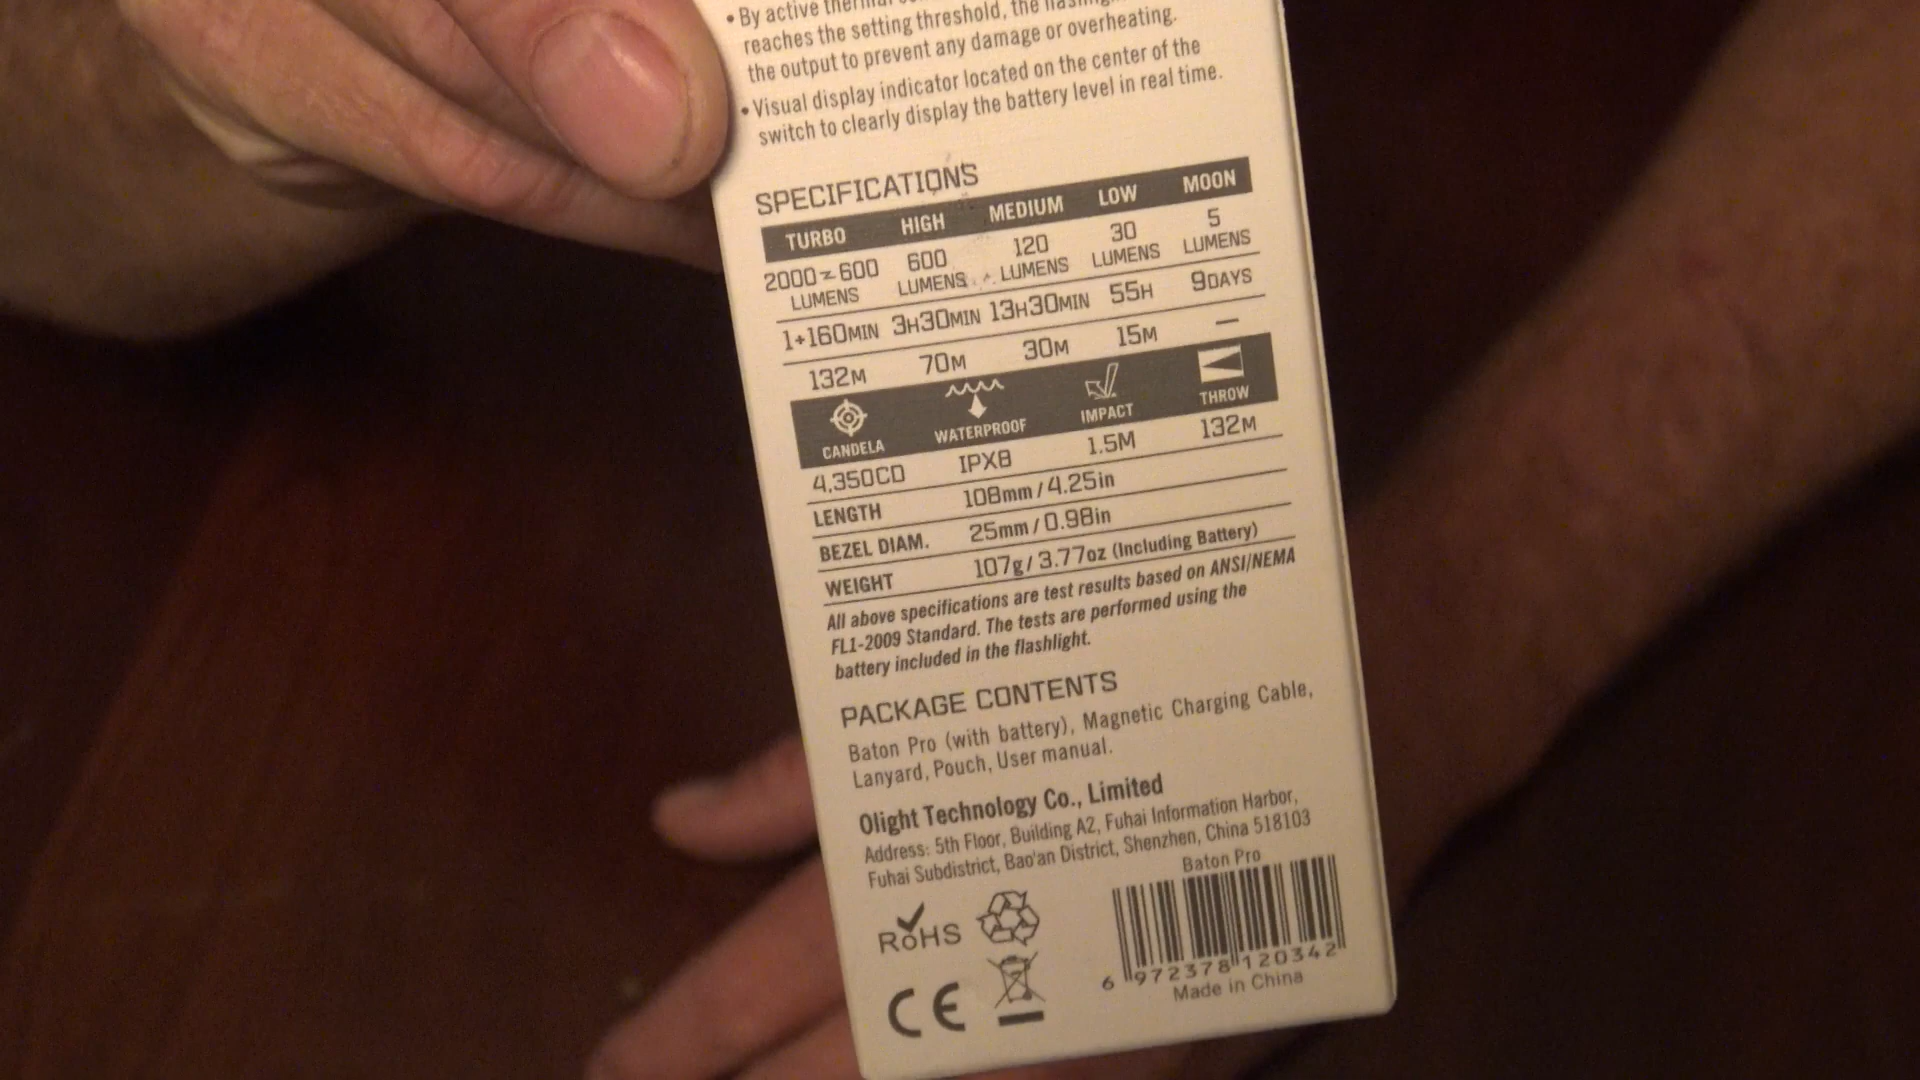 • By active thermal
reaches the setting threshold, the
the output to prevent any damage or overheating.
• Visual display indicator located on the center of the
switch to clearly display the battery level in real time.
SPECIFICATIONS
TURBO HIGH MEDIUM LOW MOON
2000~600 LUMENS 600 LUMENS 120 LUMENS 30 LUMENS 5 LUMENS
1+160MIN 3H30MIN 13H30MIN 55H 9DAYS
132M 70M 30M 15M —
CANDELA WATERPROOF IMPACT THROW
4,350CD IPX8 1.5M 132M
LENGTH 108mm/4.25in
BEZEL DIAM. 25mm/0.98in
WEIGHT 107g/3.77oz (Including Battery)
All above specifications are test results based on ANSI/NEMA
FL1-2009 Standard. The tests are performed using the
battery included in the flashlight.
PACKAGE CONTENTS
Baton Pro (with battery), Magnetic Charging Cable,
Lanyard, Pouch, User manual.
Olight Technology Co., Limited
Address: 5th Floor, Building A2, Fuhai Information Harbor,
Fuhai Subdistrict, Bao'an District, Shenzhen, China 518103
Baton Pro
RoHS
CE
6 972378 120342
Made in China